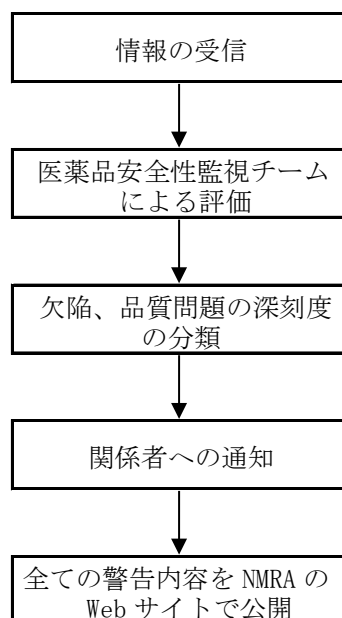 情報の受信
医薬品安全性監視チーム
による評価
欠陥、品質問題の深刻度
の分類
関係者への通知
全ての警告内容を NMRA の
Web サイトで公開